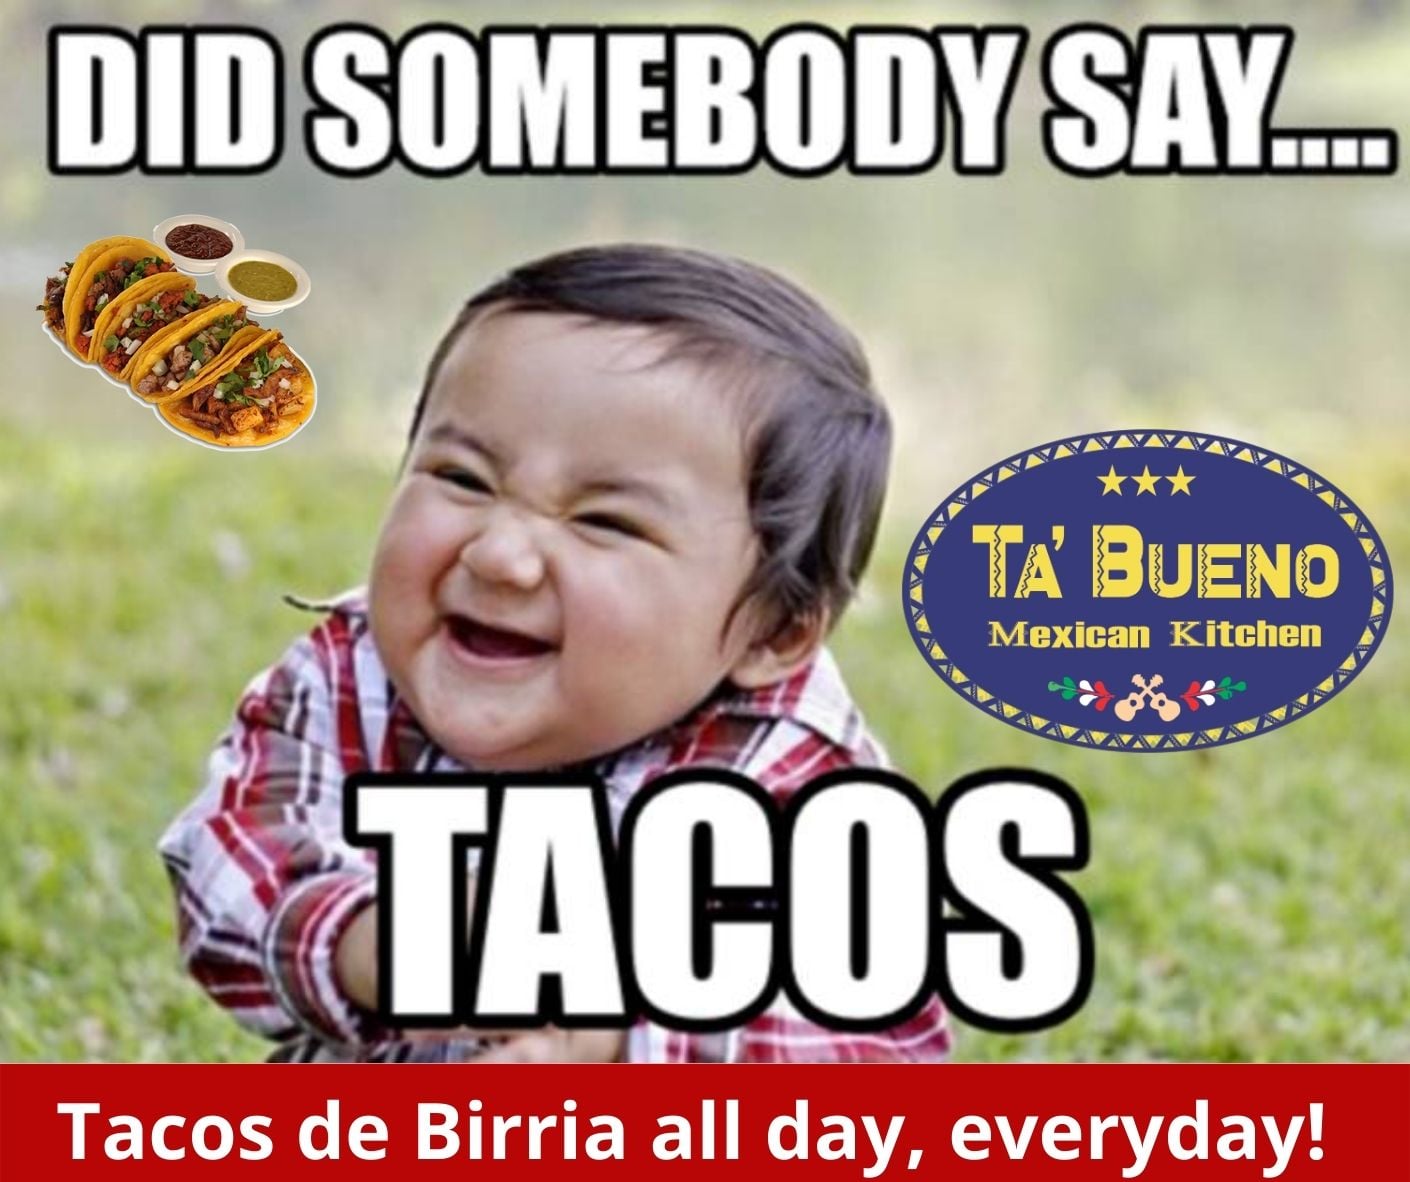 DID SOMEBODY SAY....
TA' BUENO
Mexican Kitchen
TACOS
Tacos de Birria all day, everyday!